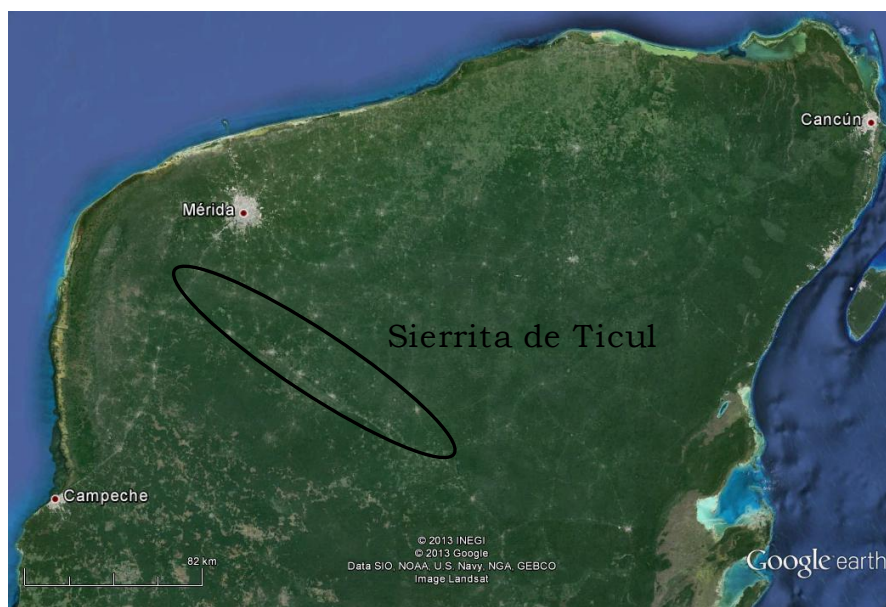 Cancún
Mérida
Sierrita de Ticul
Campeche
© 2013 INEGI
© 2013 Google
Data SIO, NOAA, U.S. Navy, NGA, GEBCO
Image Landsat
82 km
Google earth